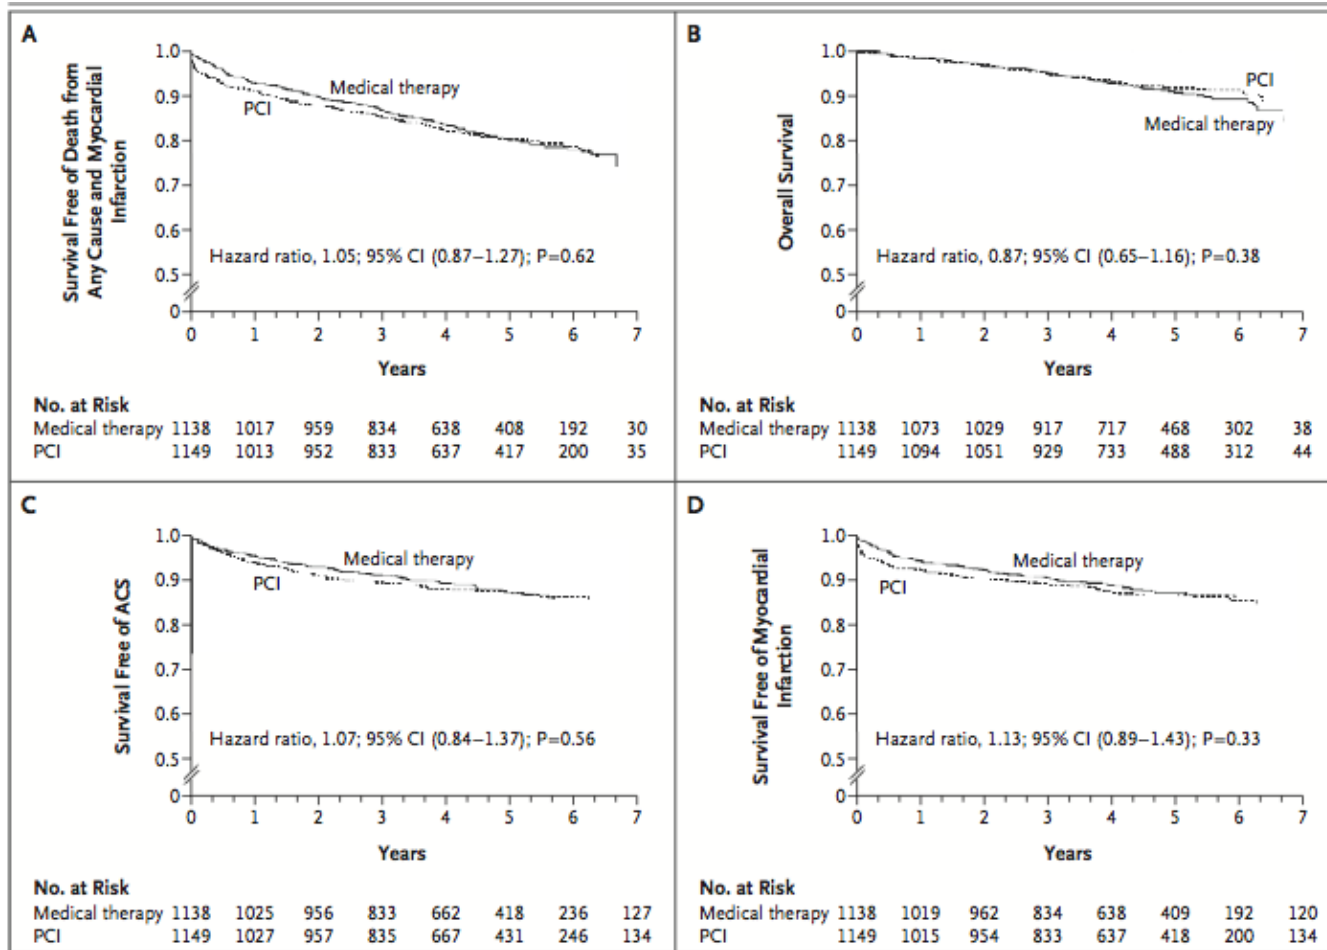 A
Survival Free of Death from
Any Cause and Myocardial
Infarction
1.0
0.9
0.8
0.7
0.6
0.5
0
Medical therapy
PCI
Hazard ratio, 1.05; 95% CI (0.87–1.27); P=0.62
0 1 2 3 4 5 6 7
Years
No. at Risk
Medical therapy 1138 1017 959 834 638 408 192 30
PCI 1149 1013 952 833 637 417 200 35
B
Overall Survival
1.0
0.9
0.8
0.7
0.6
0.5
0
PCI
Medical therapy
Hazard ratio, 0.87; 95% CI (0.65–1.16); P=0.38
0 1 2 3 4 5 6 7
Years
No. at Risk
Medical therapy 1138 1073 1029 917 717 468 302 38
PCI 1149 1094 1051 929 733 488 312 44
C
Survival Free of ACS
1.0
0.9
0.8
0.7
0.6
0.5
0
Medical therapy
PCI
Hazard ratio, 1.07; 95% CI (0.84–1.37); P=0.56
0 1 2 3 4 5 6 7
Years
No. at Risk
Medical therapy 1138 1025 956 833 662 418 236 127
PCI 1149 1027 957 835 667 431 246 134
D
Survival Free of Myocardial
Infarction
1.0
0.9
0.8
0.7
0.6
0.5
0
Medical therapy
PCI
Hazard ratio, 1.13; 95% CI (0.89–1.43); P=0.33
0 1 2 3 4 5 6 7
Years
No. at Risk
Medical therapy 1138 1019 962 834 638 409 192 120
PCI 1149 1015 954 833 637 418 200 134